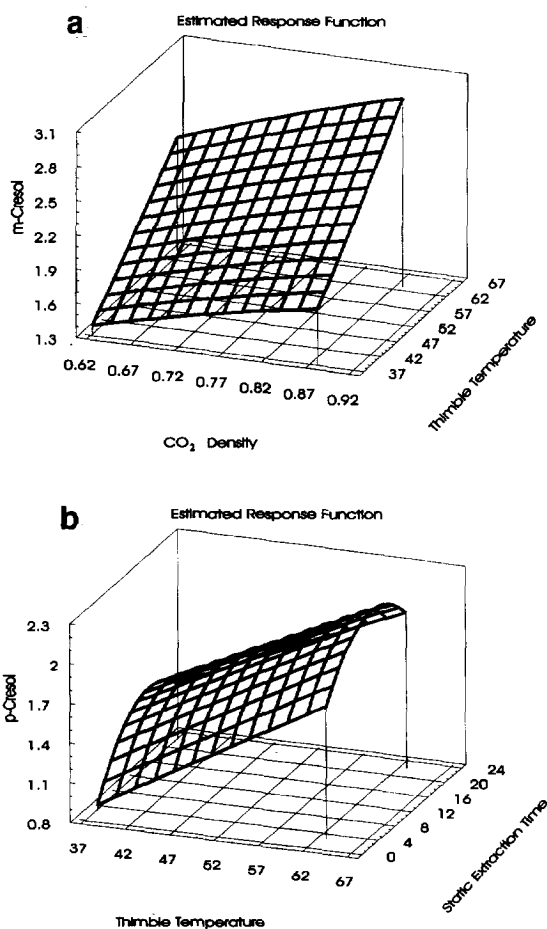 a
Estimated Response Function
3.1
2.8
2.5
2.2
1.9
1.6
1.3
m-Cresol
0.62 0.67 0.72 0.77 0.82 0.87 0.92
CO₂ Density
37 42 47 52 57 62 67
Thimble Temperature
b
Estimated Response Function
2.3
2
1.7
1.4
1.1
0.8
p-Cresol
37 42 47 52 57 62 67
Thimble Temperature
0 4 8 12 16 20 24
Static Extraction Time